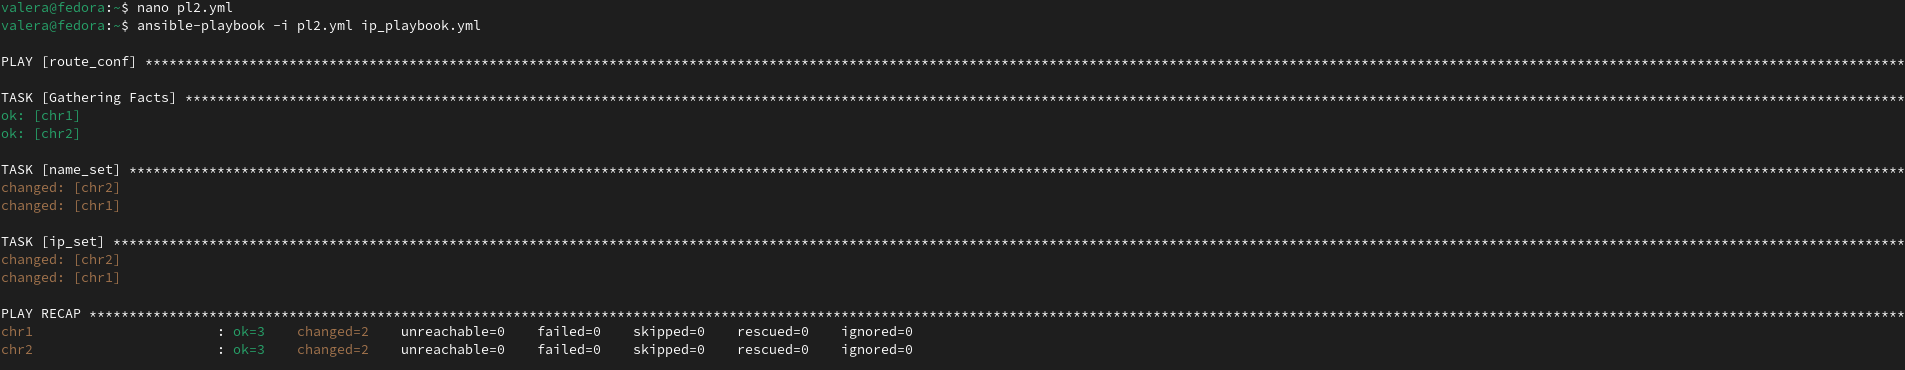 valera@fedora:~$ nano pl2.yml
valera@fedora:~$ ansible-playbook -i pl2.yml ip_playbook.yml
PLAY [route_conf] ****************************************************************************************************************************************************************************************************************************
TASK [Gathering Facts] ***********************************************************************************************************************************************************************************************************************
ok: [chr1]
ok: [chr2]
TASK [name_set] ******************************************************************************************************************************************************************************************************************************
changed: [chr2]
changed: [chr1]
TASK [ip_set] ********************************************************************************************************************************************************************************************************************************
changed: [chr2]
changed: [chr1]
PLAY RECAP ***********************************************************************************************************************************************************************************************************************************
chr1                       : ok=3    changed=2    unreachable=0    failed=0    skipped=0    rescued=0    ignored=0
chr2                       : ok=3    changed=2    unreachable=0    failed=0    skipped=0    rescued=0    ignored=0